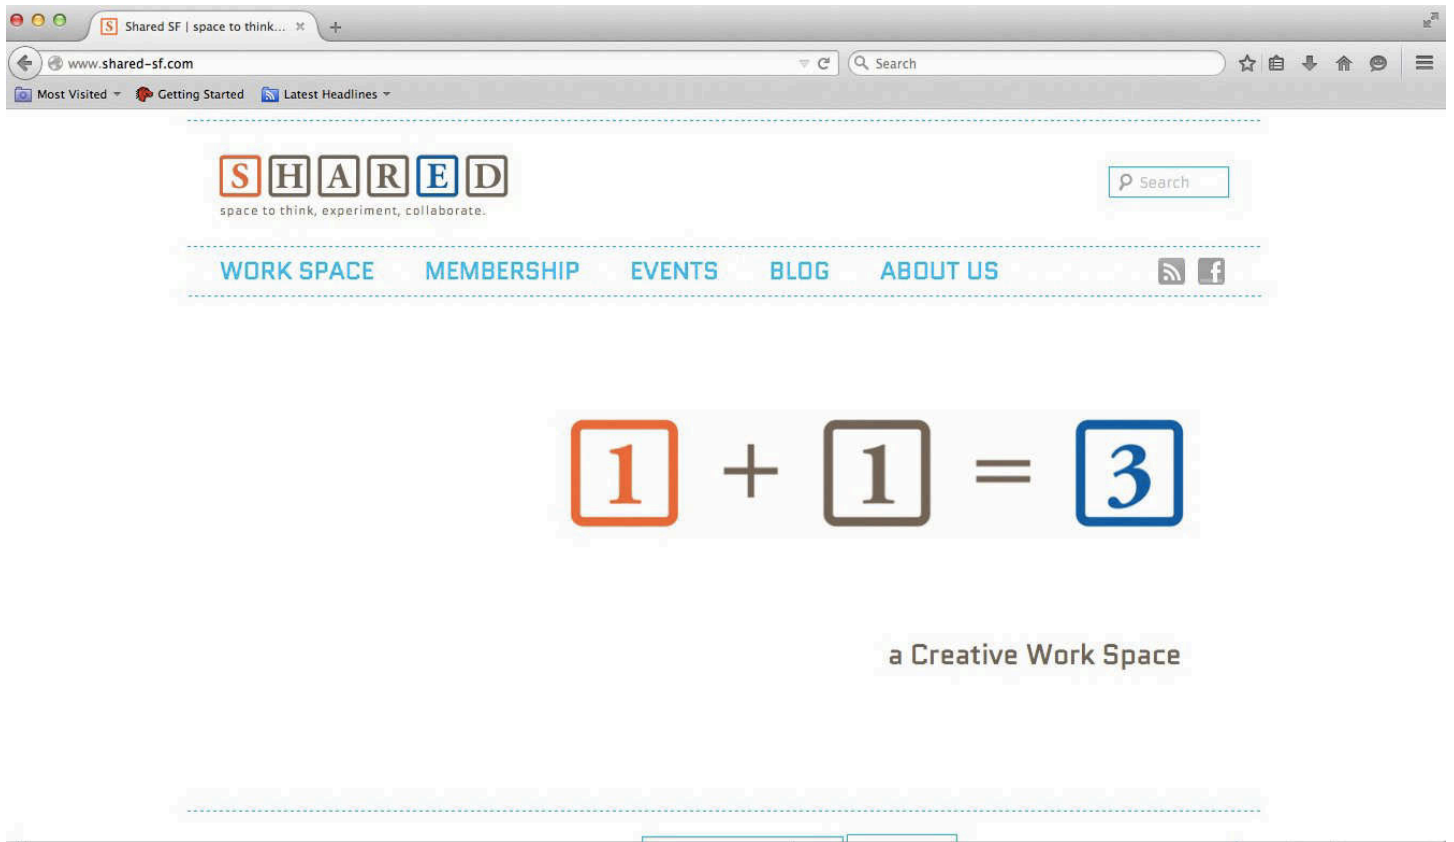 S Shared SF | space to think...
www.shared-sf.com
Search
Most Visited
Getting Started
Latest Headlines
SHARED
space to think, experiment, collaborate.
Search
WORK SPACE
MEMBERSHIP
EVENTS
BLOG
ABOUT US
f
1 + 1 = 3
a Creative Work Space